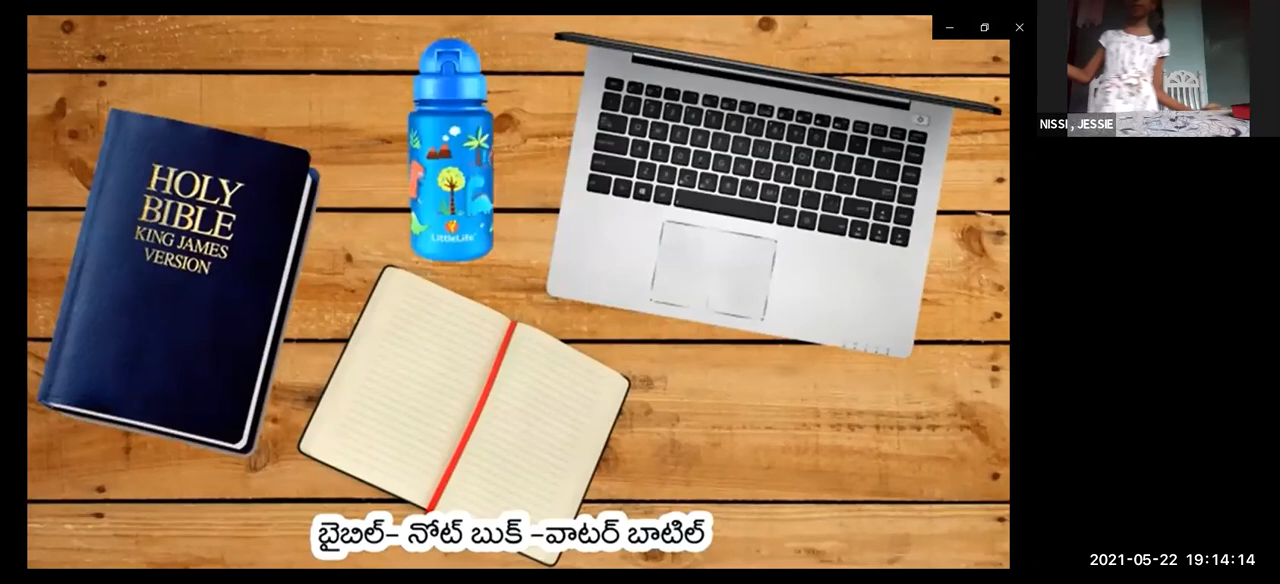 HOLY
BIBLE
KING JAMES
VERSION
LittleLife
బైబిల్- నోట్ బుక్ -వాటర్ బాటిల్
NISSI , JESSIE
2021-05-22 19:14:14